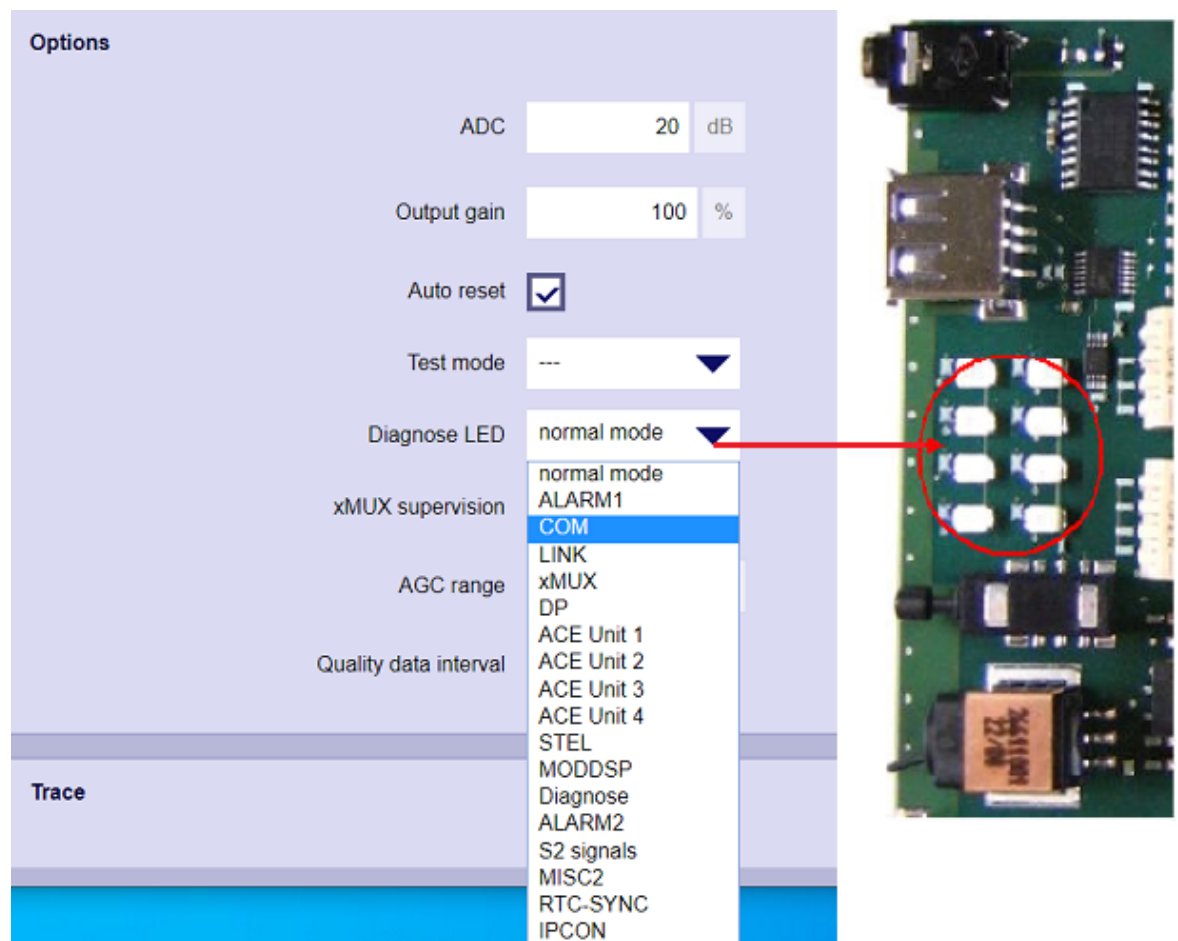 Options
ADC 20 dB
Output gain 100 %
Auto reset
Test mode ---
Diagnose LED normal mode
normal mode
ALARM1
xMUX supervision
COM
LINK
xMUX
AGC range
DP
ACE Unit 1
ACE Unit 2
Quality data interval
ACE Unit 3
ACE Unit 4
STEL
MODDSP
Trace
Diagnose
ALARM2
S2 signals
MISC2
RTC-SYNC
IPCON
22/00